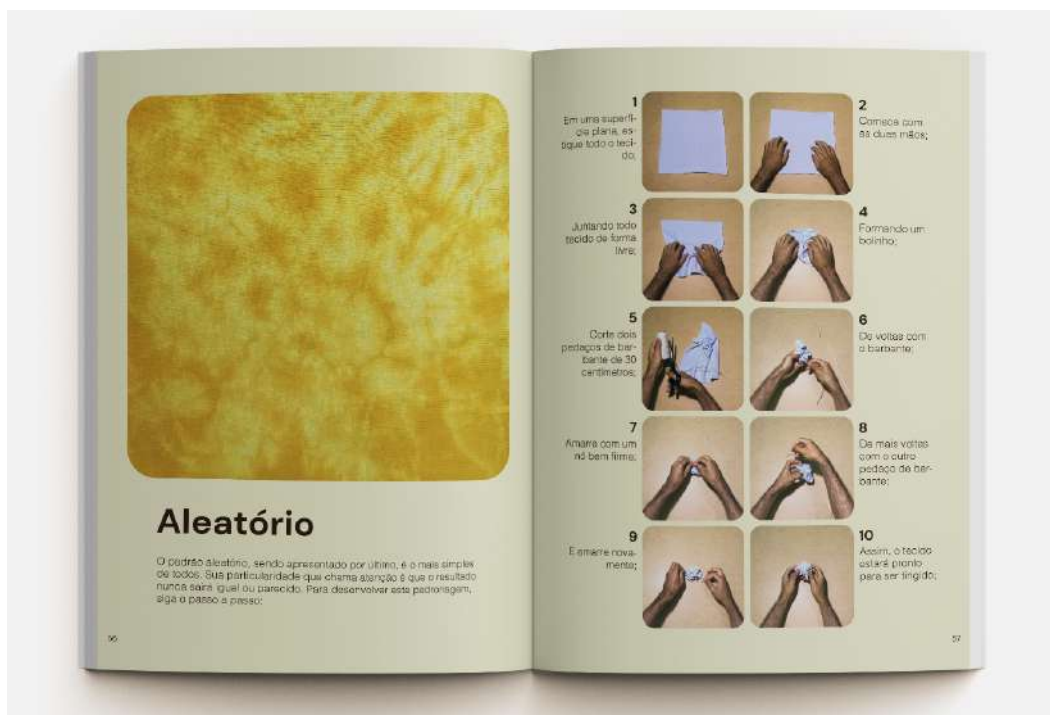 Aleatório
O padrão aleatório, sendo apresentado por último, é o mais simples
de todos. Sua particularidade que chama atenção é que o resultado
nunca sairá igual ou parecido. Para desenvolver este padronagem,
siga o passo a passo:
56
1
Em uma superfí-
cie plana, es-
tique todo o teci-
do;
2
Comece com
as duas mãos;
3
Juntando todo
tecido de forma
livre;
4
Formando um
bolinho;
5
Corte dois
pedaços de bar-
bante de 30
centímetros;
6
De voltas com
o barbante;
7
Amarre com um
nó bem firme;
8
De mais voltas
com o outro
pedaço de bar-
bante;
9
E amarre nova-
mente;
10
Assim, o tecido
estará pronto
para ser tingido;
57